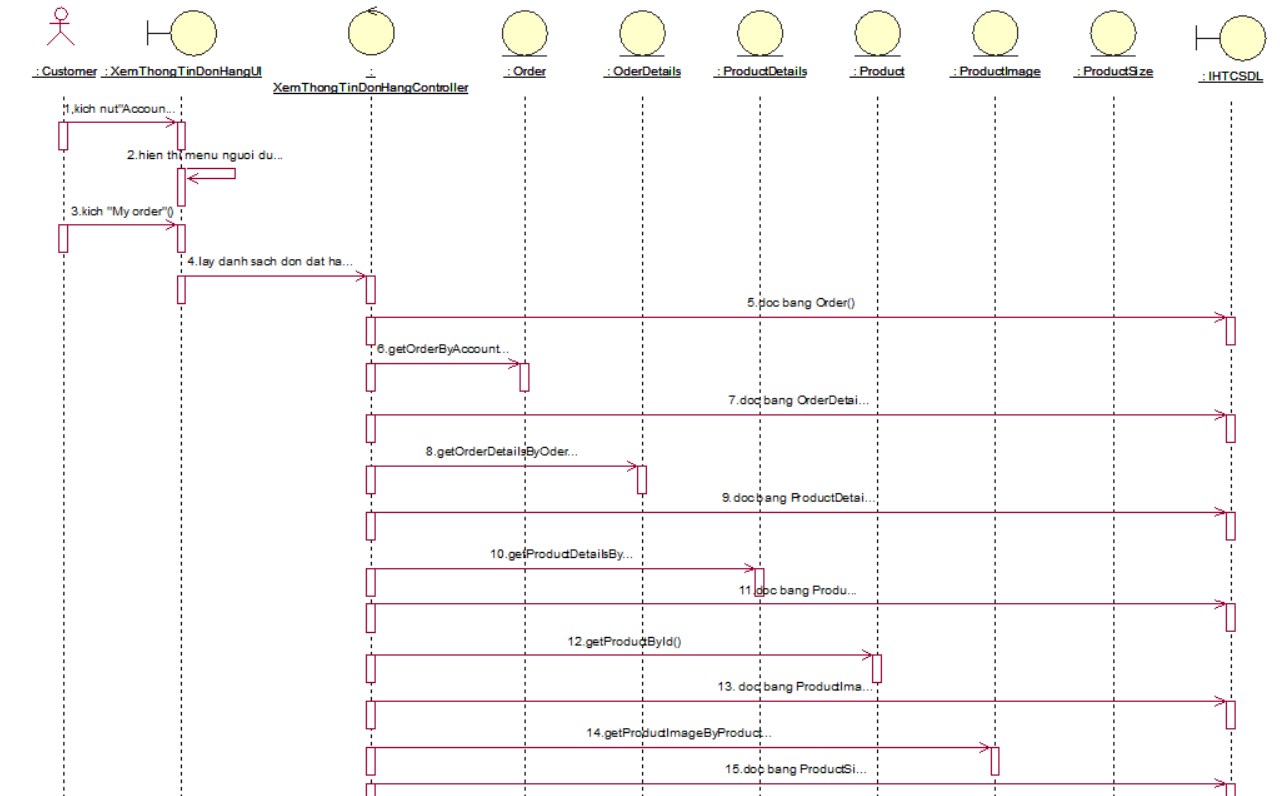 : Customer
: XemThongTinDonHangUI
:
XemThongTinDonHangController
: Order
: OderDetails
: ProductDetails
: Product
: ProductImage
: ProductSize
: IHTCSDL
1,kich nut"Accoun...
2.hien thi menu nguoi du...
3.kich "My order"()
4.lay danh sach don dat ha...
5.doc bang Order()
6.getOrderByAccount...
7.doc bang OrderDetai...
8.getOrderDetailsByOder...
9.doc bang ProductDetai...
10.getProductDetailsBy...
11.doc bang Produ...
12.getProductById()
13. doc bang ProductIma...
14.getProductImageByProduct...
15.doc bang ProductSi...